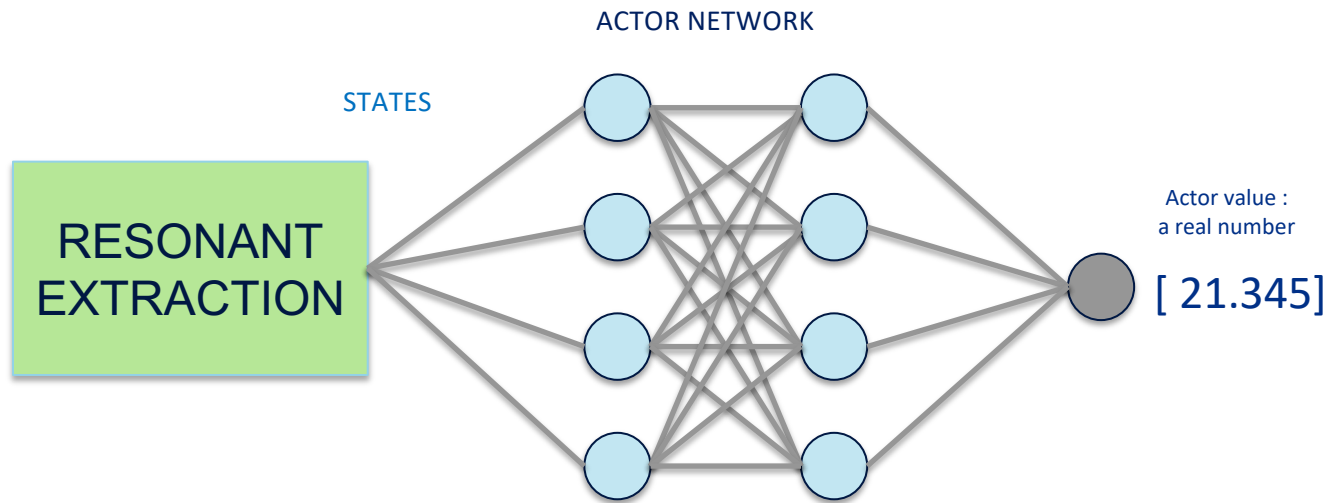 ACTOR NETWORK
STATES
RESONANT
EXTRACTION
Actor value :
a real number
[ 21.345]